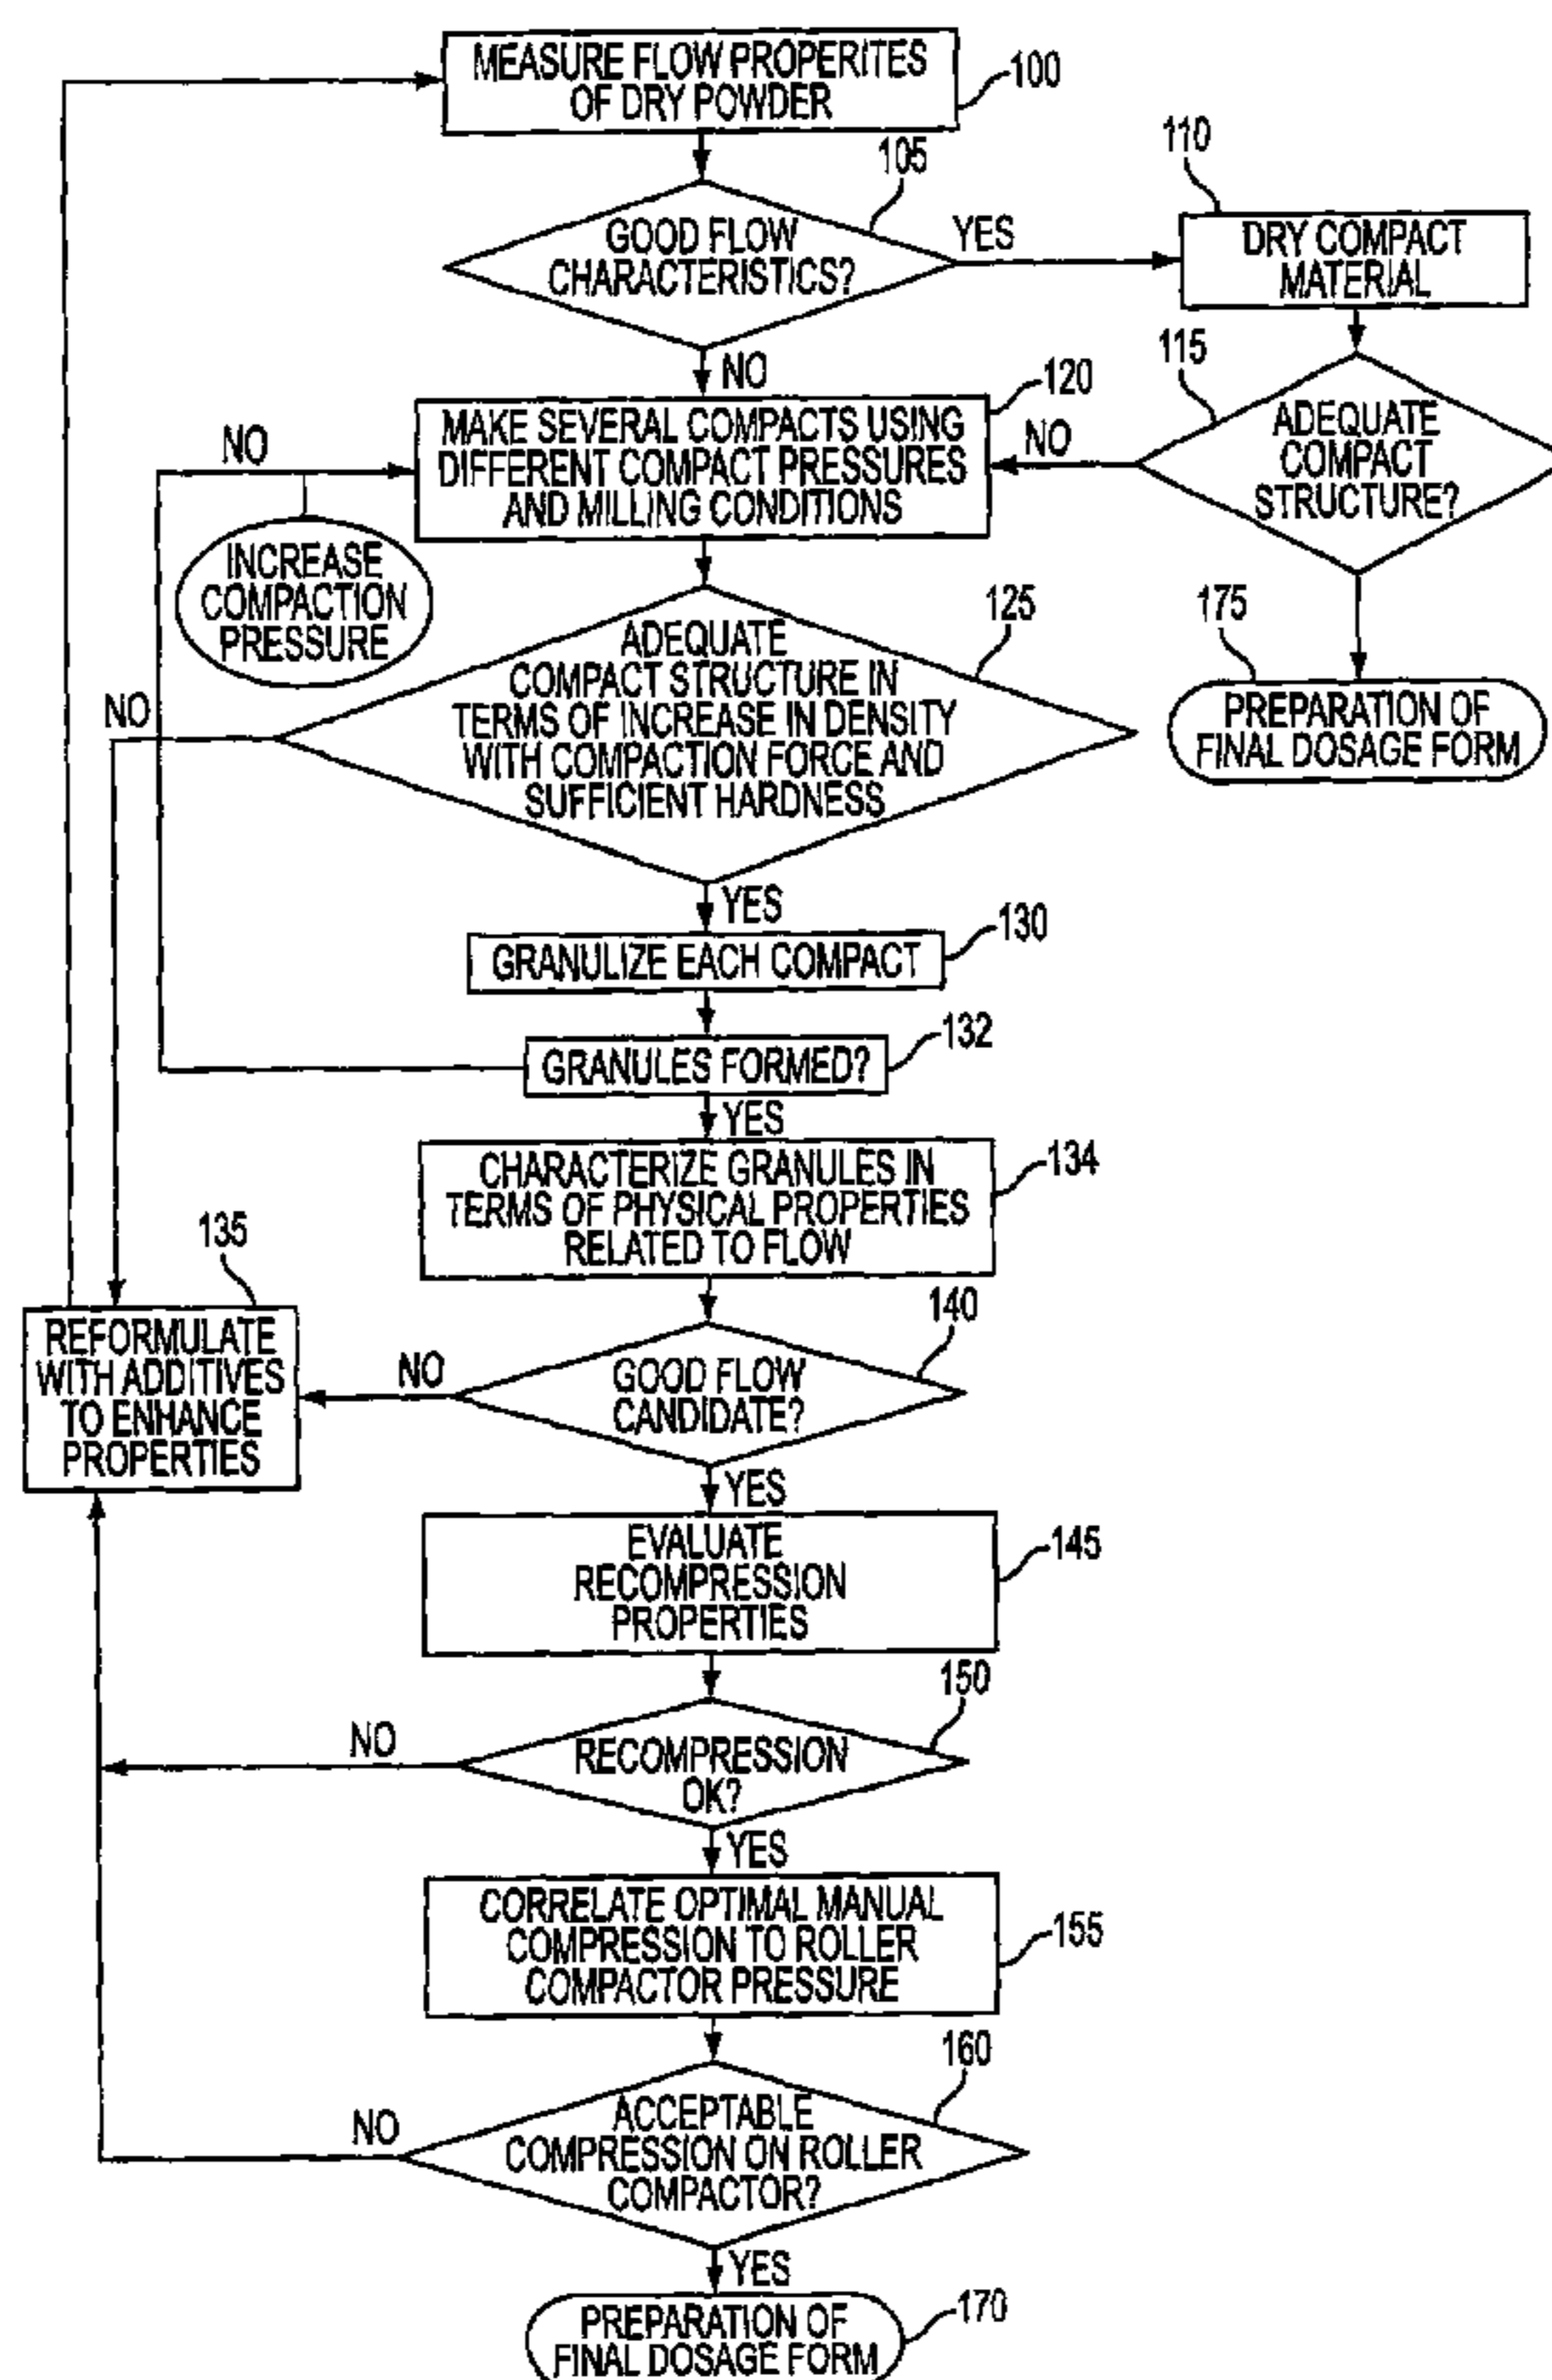 MEASURE FLOW PROPERITES
OF DRY POWDER
100
105
GOOD FLOW
CHARACTERISTICS?
YES
110
DRY COMPACT
MATERIAL
NO
115
ADEQUATE
COMPACT
STRUCTURE?
NO
120
MAKE SEVERAL COMPACTS USING
DIFFERENT COMPACT PRESSURES
AND MILLING CONDITIONS
NO
INCREASE
COMPACTION
PRESSURE
175
PREPARATION OF
FINAL DOSAGE FORM
125
ADEQUATE
COMPACT STRUCTURE IN
TERMS OF INCREASE IN DENSITY
WITH COMPACTION FORCE AND
SUFFICIENT HARDNESS
NO
YES
130
GRANULIZE EACH COMPACT
132
GRANULES FORMED?
YES
134
CHARACTERIZE GRANULES IN
TERMS OF PHYSICAL PROPERTIES
RELATED TO FLOW
135
REFORMULATE
WITH ADDITIVES
TO ENHANCE
PROPERTIES
140
GOOD FLOW
CANDIDATE?
NO
YES
145
EVALUATE
RECOMPRESSION
PROPERTIES
150
RECOMPRESSION
OK?
NO
YES
155
CORRELATE OPTIMAL MANUAL
COMPRESSION TO ROLLER
COMPACTOR PRESSURE
160
ACCEPTABLE
COMPRESSION ON ROLLER
COMPACTOR?
NO
YES
170
PREPARATION OF
FINAL DOSAGE FORM